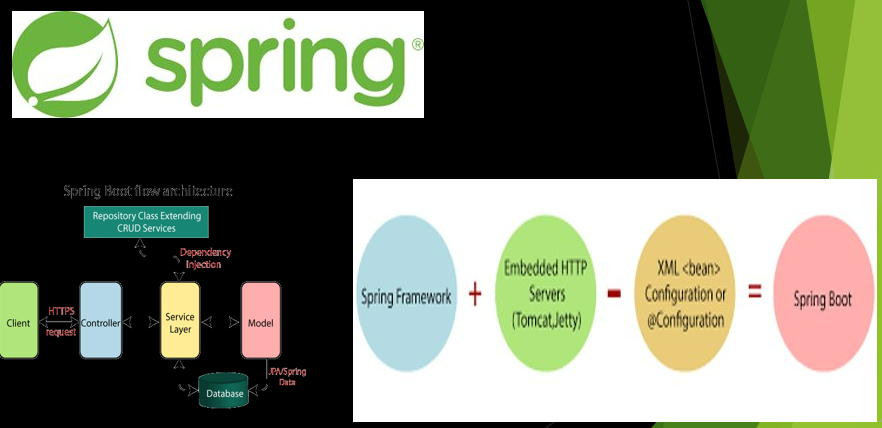 spring®
Spring Boot flow architecture
Repository Class Extending
CRUD Services
Dependency
Injection
Client
HTTPS
request
Controller
Service
Layer
Model
JPA/Spring
Data
Database
Spring Framework
+
Embedded HTTP
Servers
(Tomcat,Jetty)
-
XML <bean>
Configuration or
@Configuration
=
Spring Boot